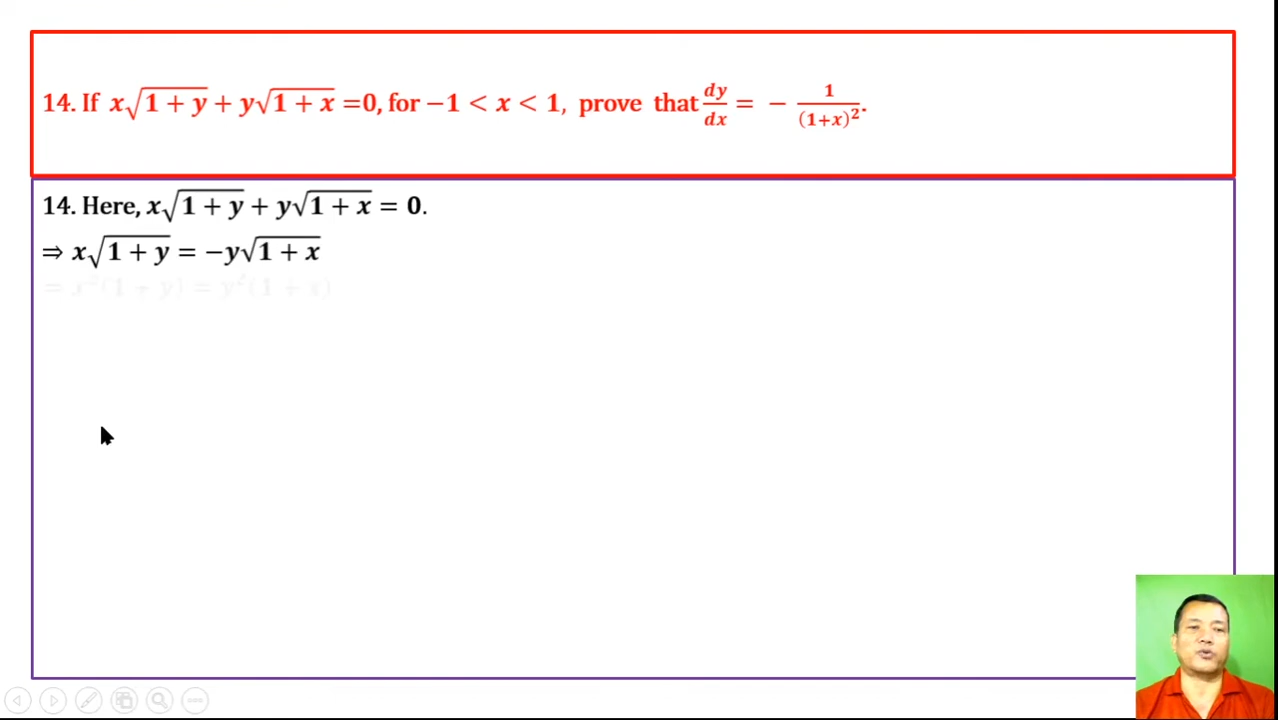 14. If x√(1 + y) + y√(1 + x) =0, for −1 < x < 1, prove that dy/dx = − 1/(1+x)².
14. Here, x√(1 + y) + y√(1 + x) = 0.
⇒ x√(1 + y) = −y√(1 + x)
= x²(1 + y) = y²(1 + x)